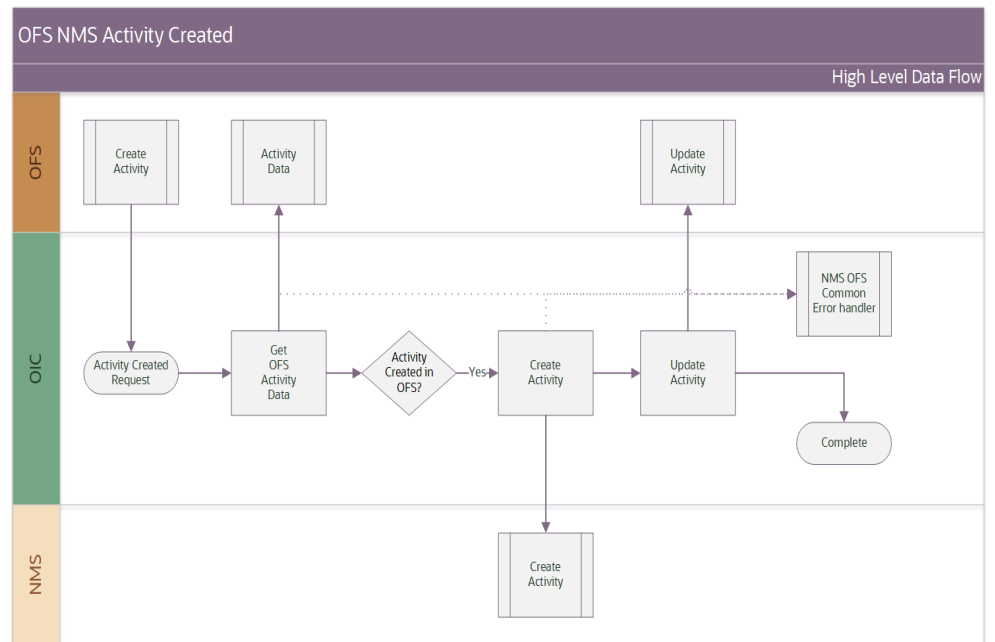 OFS NMS Activity Created
High Level Data Flow
OFS
Create
Activity
Activity
Data
Update
Activity
OIC
NMS OFS
Common
Error handler
Activity Created
Request
Get
OFS
Activity
Data
Activity
Created in
OFS?
Yes
Create
Activity
Update
Activity
Complete
NMS
Create
Activity